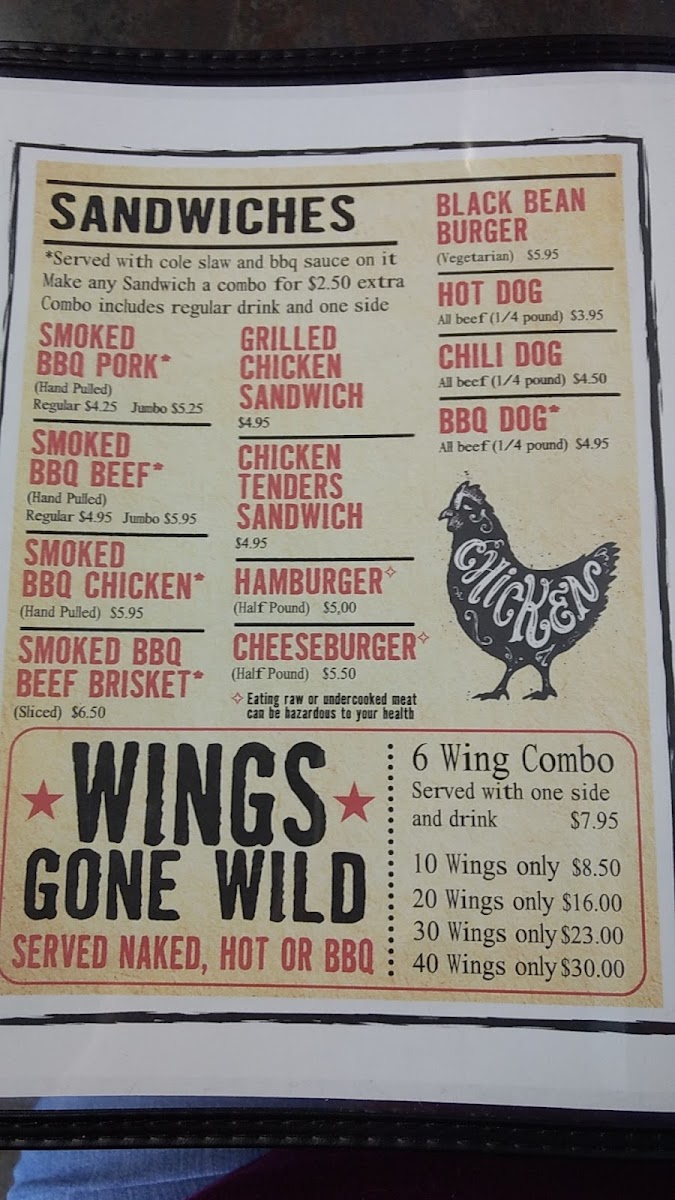 SANDWICHES
*Served with cole slaw and bbq sauce on it
Make any Sandwich a combo for $2.50 extra
Combo includes regular drink and one side
SMOKED
BBQ PORK*
(Hand Pulled)
Regular $4.25 Jumbo $5.25
SMOKED
BBQ BEEF*
(Hand Pulled)
Regular $4.95 Jumbo $5.95
SMOKED
BBQ CHICKEN*
(Hand Pulled) $5.95
SMOKED BBQ
BEEF BRISKET*
(Sliced) $6.50
GRILLED
CHICKEN
SANDWICH
$4.95
CHICKEN
TENDERS
SANDWICH
$4.95
HAMBURGER✧
(Half Pound) $5,00
CHEESEBURGER✧
(Half Pound) $5.50
✧ Eating raw or undercooked meat
can be hazardous to your health
BLACK BEAN
BURGER
(Vegetarian) $5.95
HOT DOG
All beef (1/4 pound) $3.95
CHILI DOG
All beef (1/4 pound) $4.50
BBQ DOG*
All beef (1/4 pound) $4.95
CHICKEN
WINGS
GONE WILD
SERVED NAKED, HOT OR BBQ
6 Wing Combo
Served with one side
and drink $7.95
10 Wings only $8.50
20 Wings only $16.00
30 Wings only $23.00
40 Wings only $30.00